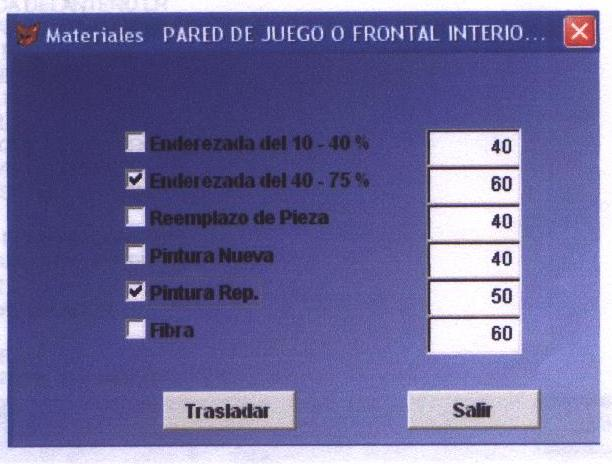 Materiales PARED DE JUEGO O FRONTAL INTERIO...
Enderezada del 10 - 40 % 40
Enderezada del 40 - 75 % 60
Reemplazo de Pieza 40
Pintura Nueva 40
Pintura Rep. 50
Fibra 60
Trasladar Salir